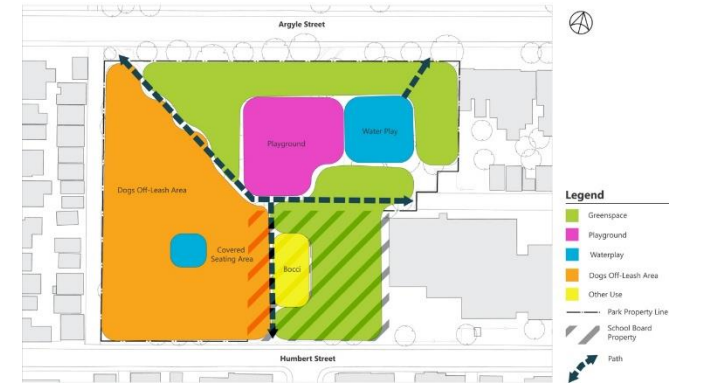 Argyle Street
Playground
Water Play
Dogs Off-Leash Area
Covered
Seating Area
Bocci
Humbert Street
Legend
Greenspace
Playground
Waterplay
Dogs Off-Leash Area
Other Use
Park Property Line
School Board
Property
Path